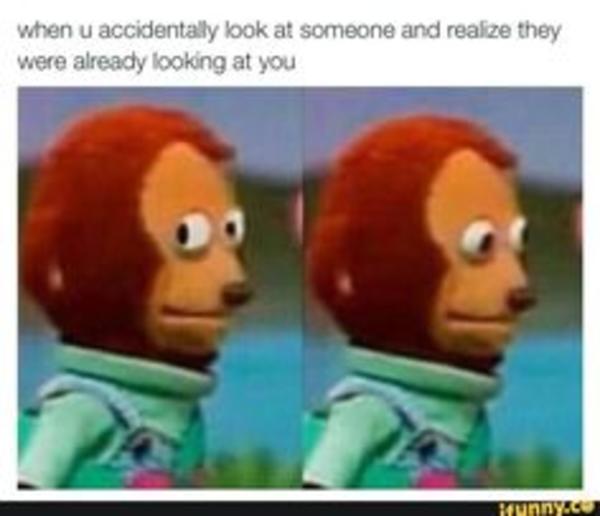 when u accidentally look at someone and realize they
were already looking at you
ifunny.co